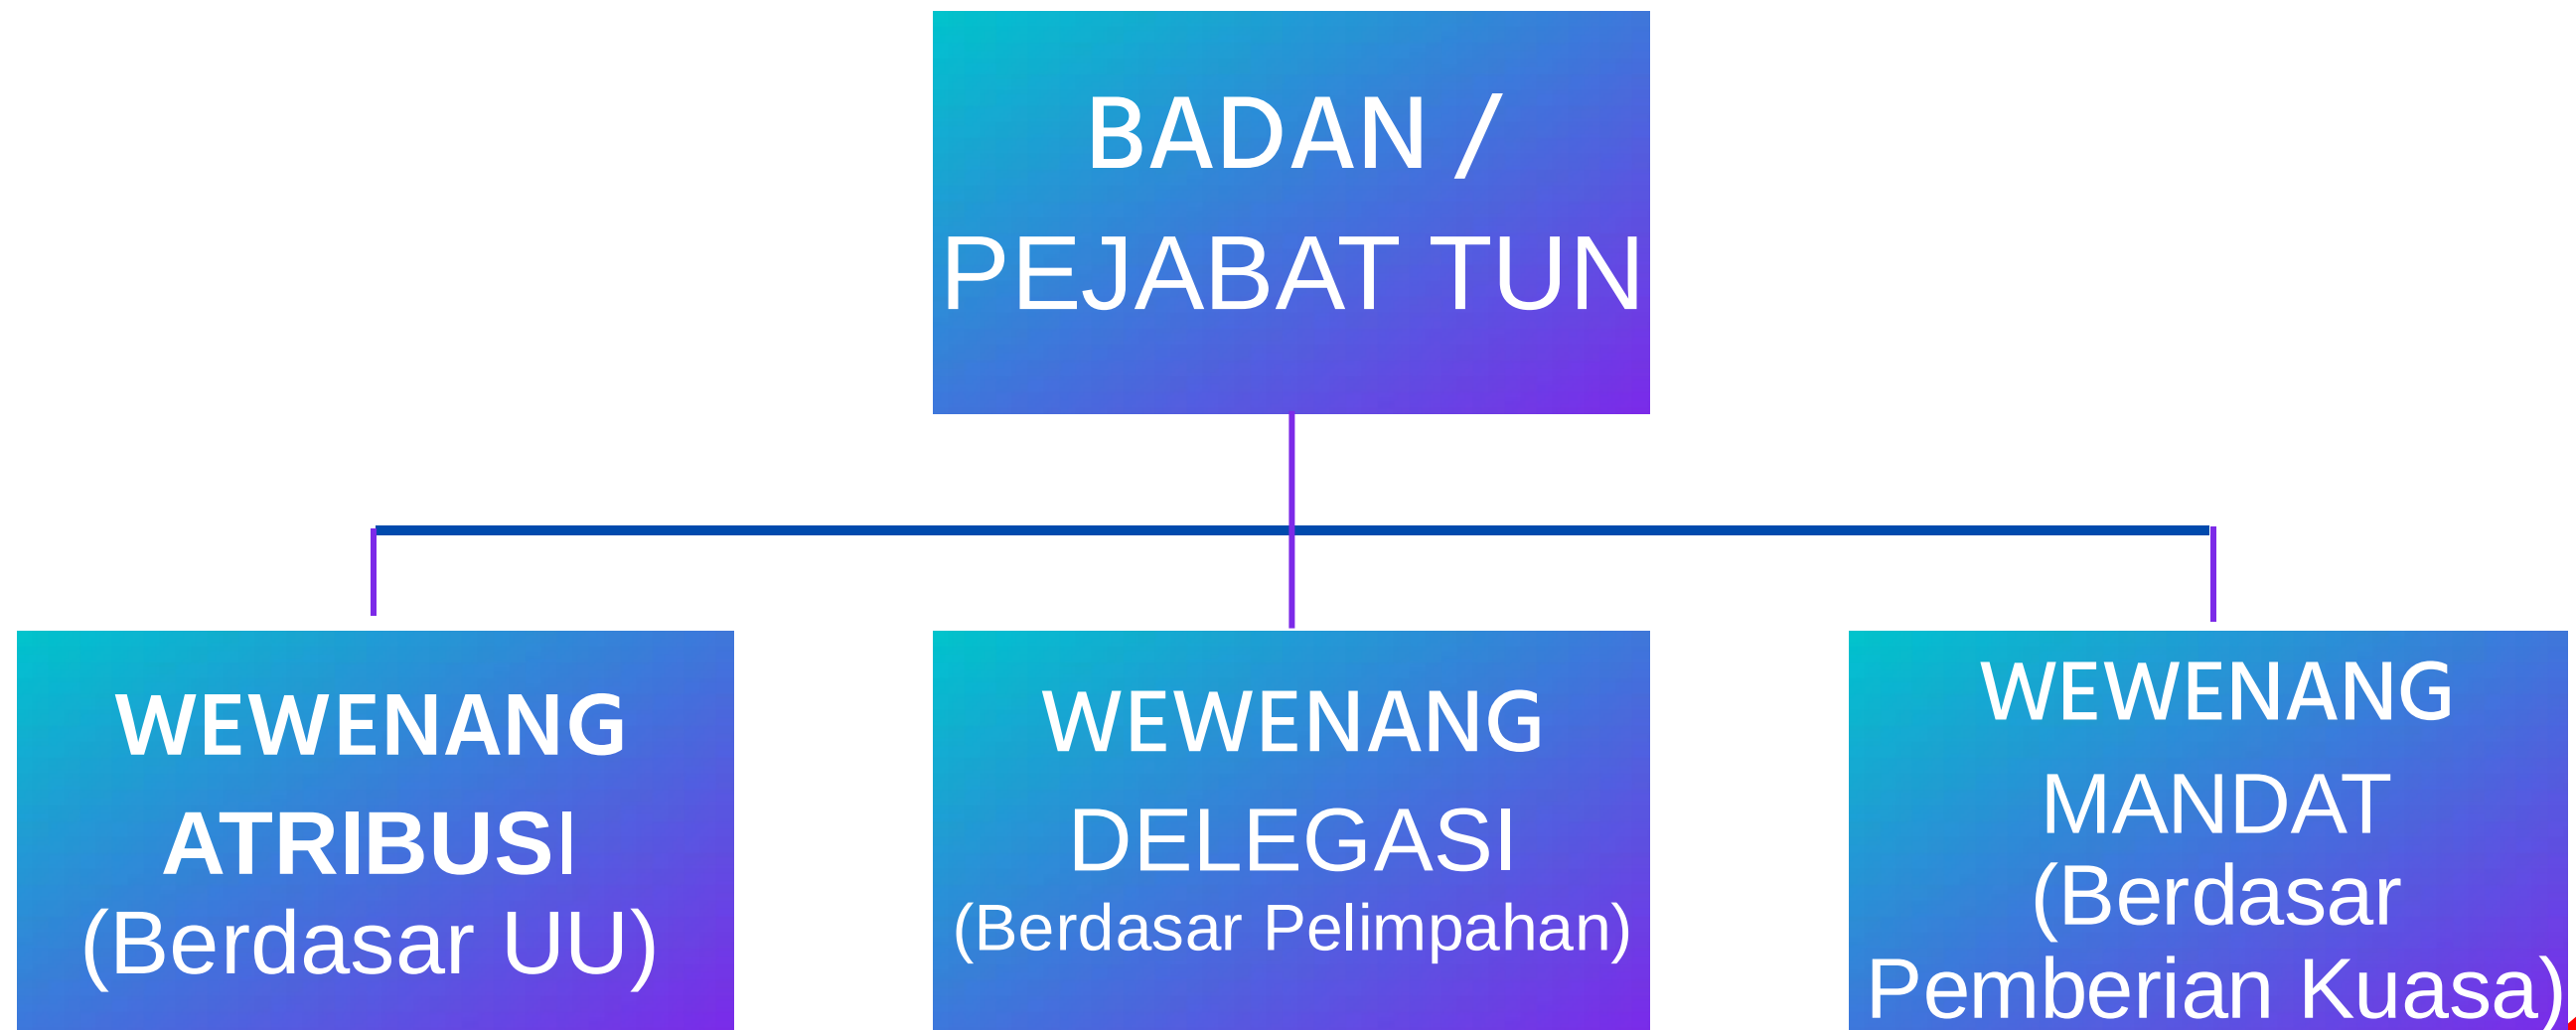 BADAN /
PEJABAT TUN
WEWENANG
ATRIBUSI
(Berdasar UU)
WEWENANG
DELEGASI
(Berdasar Pelimpahan)
WEWENANG
MANDAT
(Berdasar
Pemberian Kuasa)